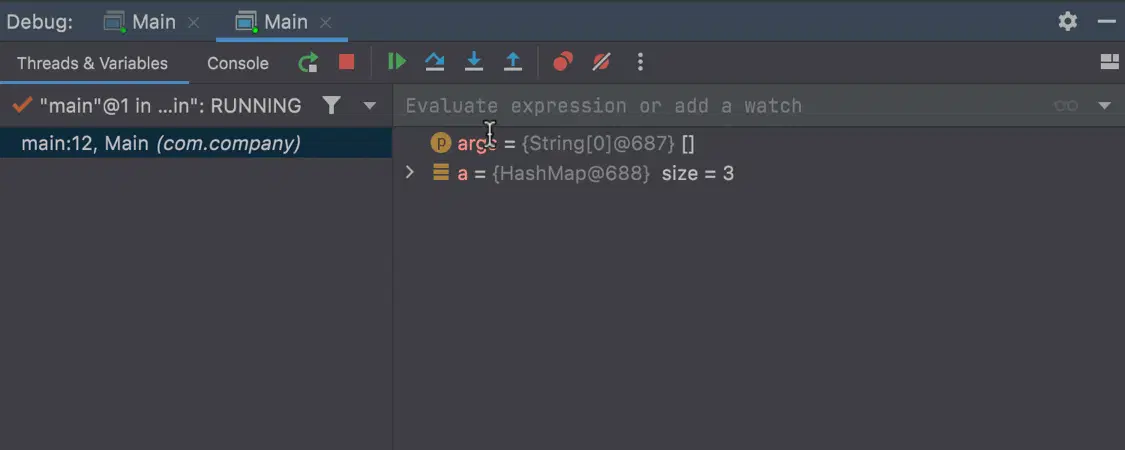 Debug: Main Main
Threads & Variables Console
"main"@1 in ...in": RUNNING
Evaluate expression or add a watch
main:12, Main (com.company)
args = {String[0]@687} []
a = {HashMap@688} size = 3